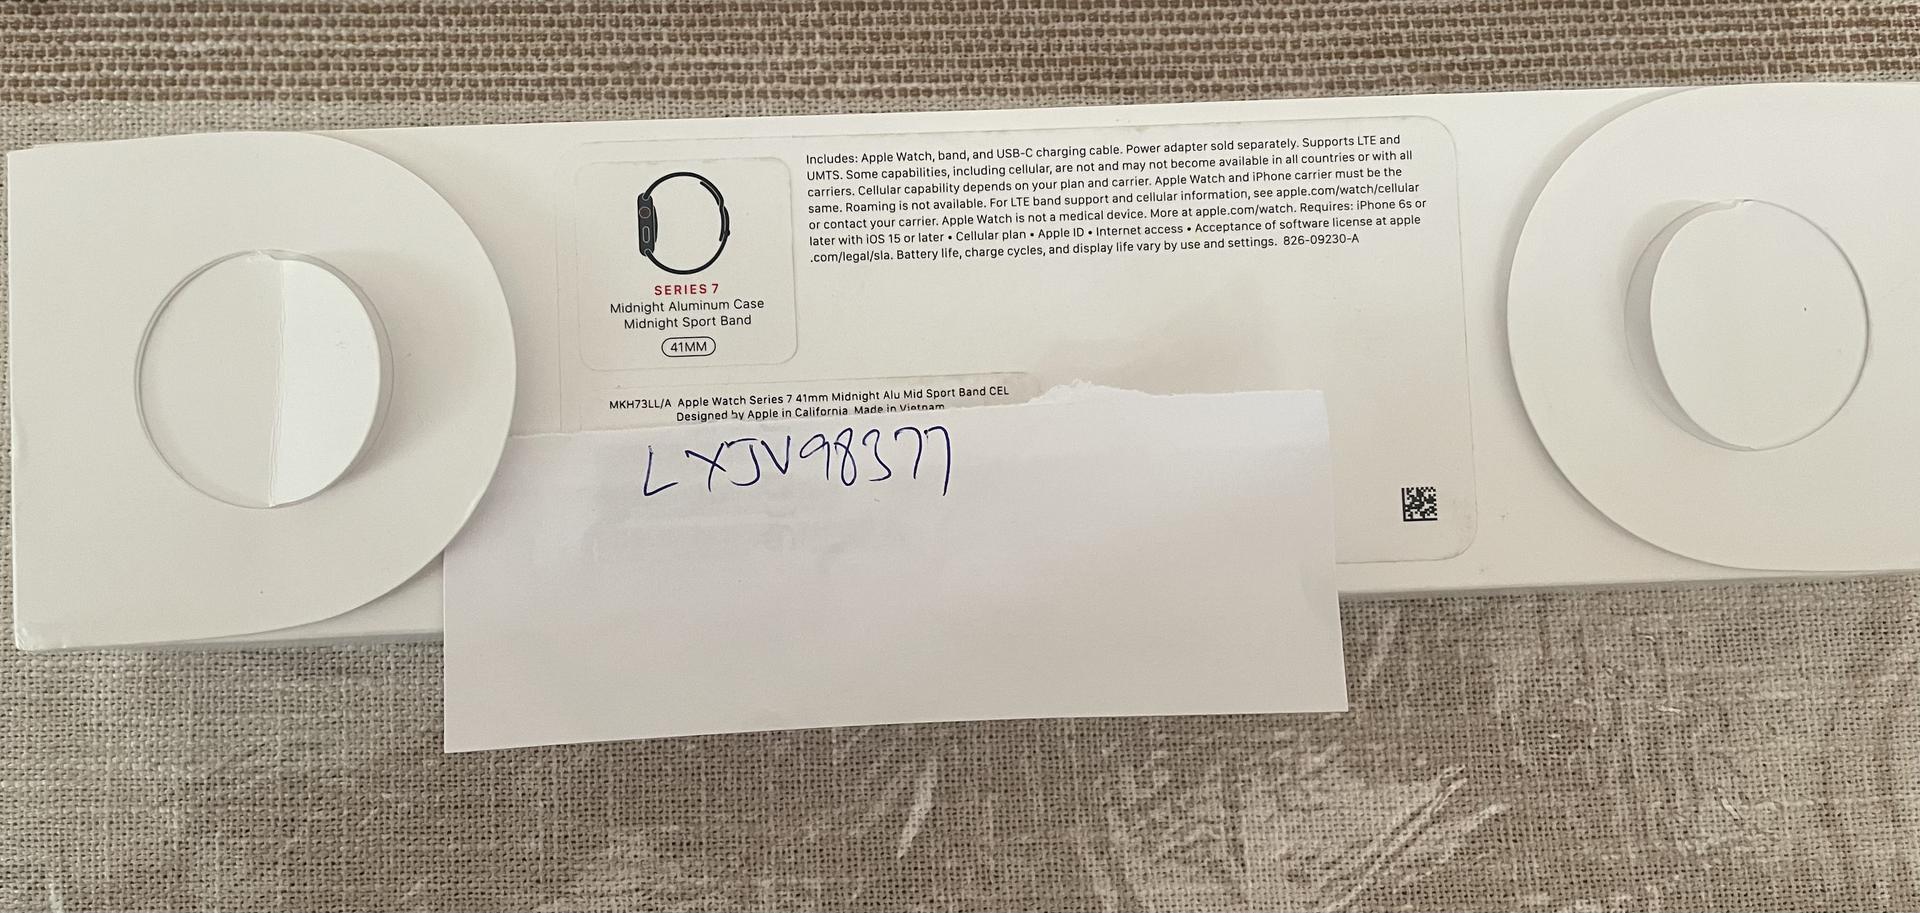 Includes: Apple Watch, band, and USB-C charging cable. Power adapter sold separately. Supports LTE and
UMTS. Some capabilities, including cellular, are not and may not become available in all countries or with all
carriers. Cellular capability depends on your plan and carrier. Apple Watch and iPhone carrier must be the
same. Roaming is not available. For LTE band support and cellular information, see apple.com/watch/cellular
or contact your carrier. Apple Watch is not a medical device. More at apple.com/watch. Requires: iPhone 6s or
later with iOS 15 or later • Cellular plan • Apple ID • Internet access • Acceptance of software license at apple
.com/legal/sla. Battery life, charge cycles, and display life vary by use and settings. 826-09230-A
SERIES 7
Midnight Aluminum Case
Midnight Sport Band
41MM
MKH73LL/A Apple Watch Series 7 41mm Midnight Alu Mid Sport Band CEL
Designed by Apple in California Made in Vietnam
LXJV98377